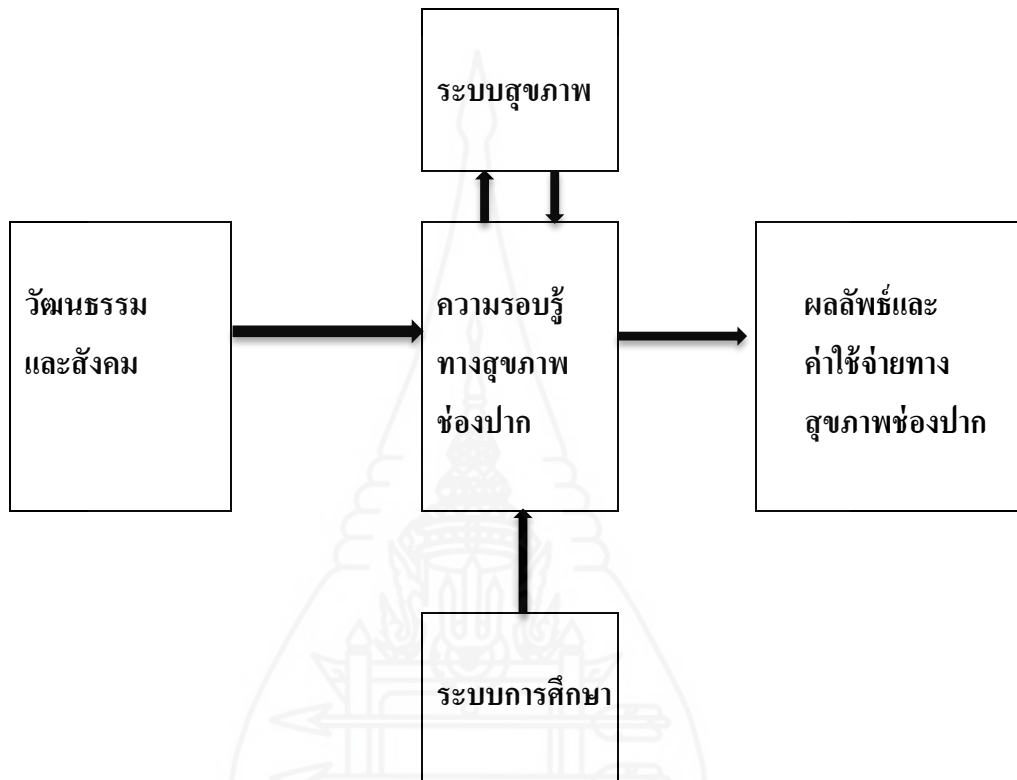 ระบบสุขภาพ
วัฒนธรรม
และสังคม
ความรอบรู้
ทางสุขภาพ
ช่องปาก
ผลลัพธ์และ
ค่าใช้จ่ายทาง
สุขภาพช่องปาก
ระบบการศึกษา